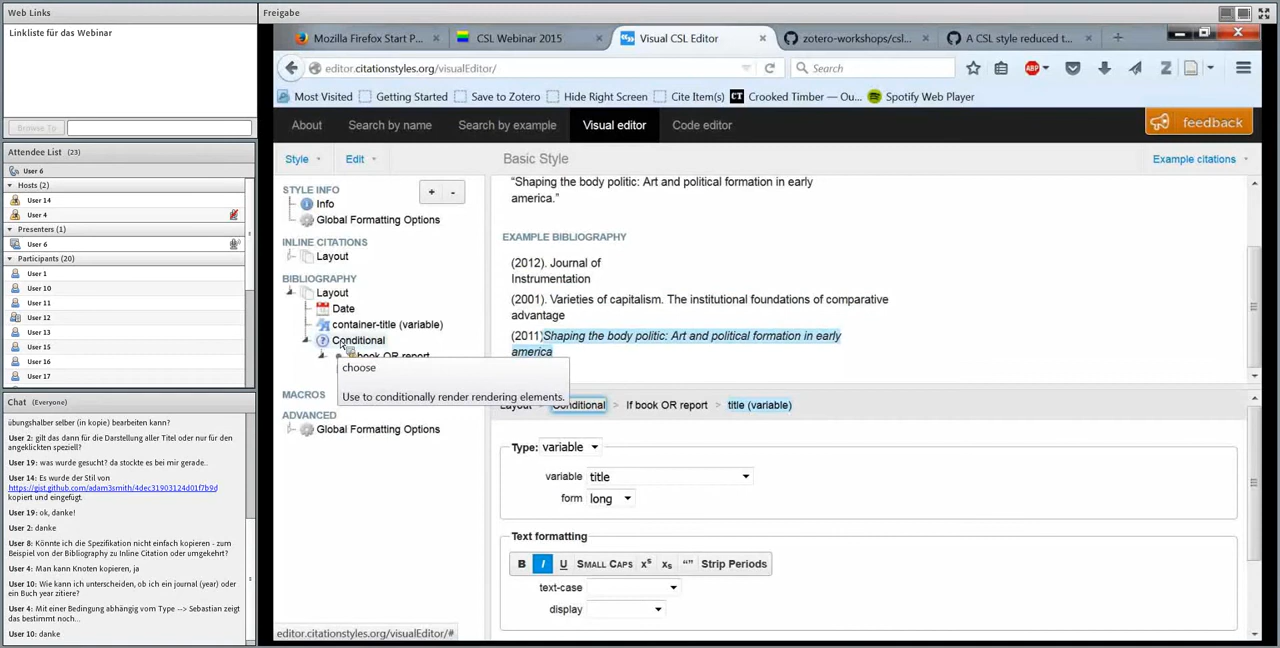 Web Links
Linkliste für das Webinar
Browse To
Attendee List (23)
User 6
Hosts (2)
User 14
User 4
Presenters (1)
User 6
Participants (20)
User 1
User 10
User 11
User 12
User 13
User 15
User 16
User 17
Chat (Everyone)
übungshalber selber (in kopie) bearbeiten kann?
User 2: gilt das dann für die Darstellung aller Titel oder nur für den
angeklickten speziell?
User 19: was wurde gesucht? da stockte es bei mir gerade..
User 14: Es wurde der Stil von
https://gist.github.com/adam3smith/4dec31903124d01f7b9d
kopiert und eingefügt.
User 19: ok, danke!
User 2: danke
User 8: Könnte ich die Spezifikation nicht einfach kopieren - zum
Beispiel von der Bibliography zu Inline Citation oder umgekehrt?
User 4: Man kann Knoten kopieren, ja
User 10: Wie kann ich unterscheiden, ob ich ein journal (year) oder
ein Buch year zitiere?
User 4: Mit einer Bedingung abhängig vom Type --> Sebastian zeigt
das bestimmt noch...
User 10: danke
Freigabe
Mozilla Firefox Start P...
CSL Webinar 2015
Visual CSL Editor
zotero-workshops/csl...
A CSL style reduced t...
editor.citationstyles.org/visualEditor/
Search
ABP
Z
Most Visited
Getting Started
Save to Zotero
Hide Right Screen
Cite Item(s)
CT Crooked Timber — Ou...
Spotify Web Player
About
Search by name
Search by example
Visual editor
Code editor
feedback
Style
Edit
Basic Style
Example citations
STYLE INFO
+ -
Info
Global Formatting Options
INLINE CITATIONS
Layout
BIBLIOGRAPHY
Layout
Date
container-title (variable)
Conditional
book OR report
choose
Use to conditionally render rendering elements.
MACROS
ADVANCED
Global Formatting Options
editor.citationstyles.org/visualEditor/#
“Shaping the body politic: Art and political formation in early
america.”
EXAMPLE BIBLIOGRAPHY
(2012). Journal of
Instrumentation
(2001). Varieties of capitalism. The institutional foundations of comparative
advantage
(2011)Shaping the body politic: Art and political formation in early
america
Layout > Conditional > If book OR report > title (variable)
Type: variable
variable title
form long
Text formatting
B I U SMALL CAPS xs xs “” Strip Periods
text-case
display